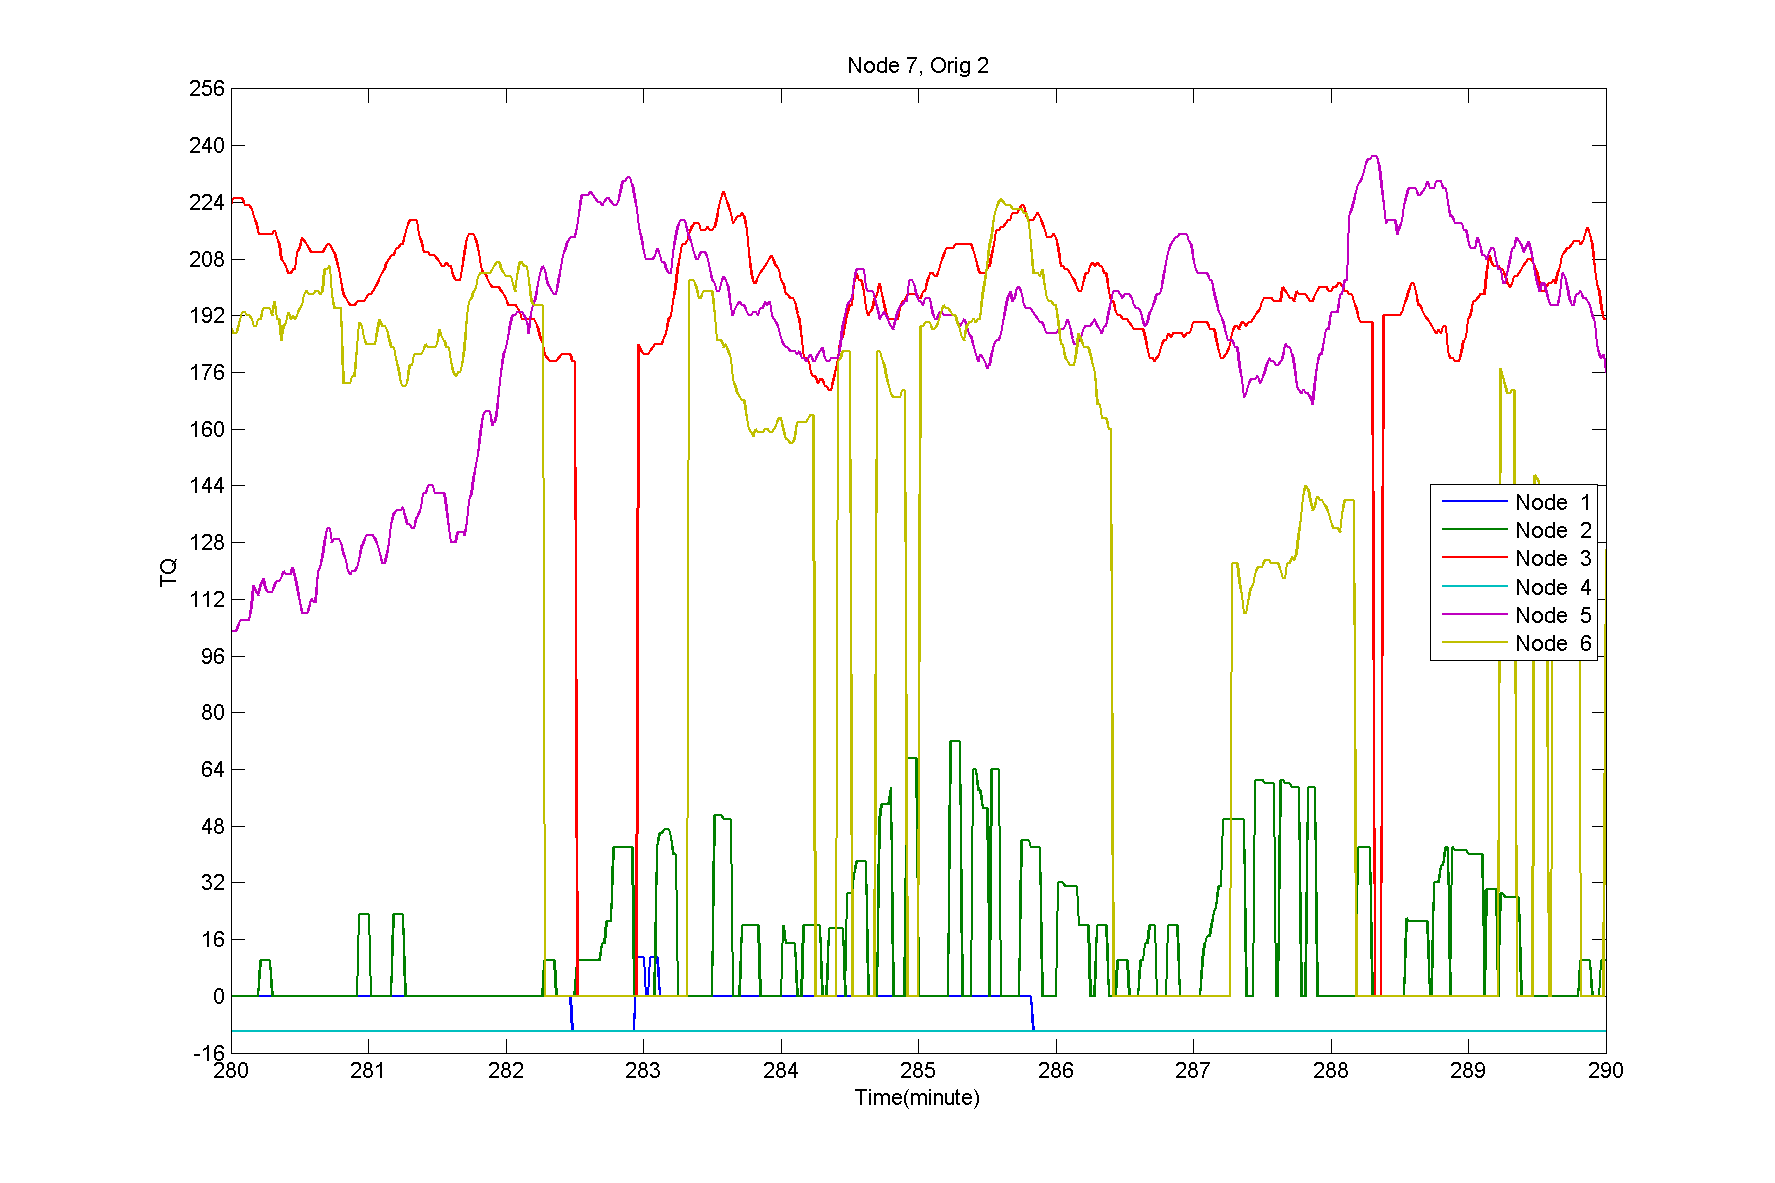 Node 7, Orig 2
256
240
224
208
192
176
160
144
128
112
96
80
64
48
32
16
0
-16
TQ
Node 1
Node 2
Node 3
Node 4
Node 5
Node 6
280 281 282 283 284 285 286 287 288 289 290
Time(minute)